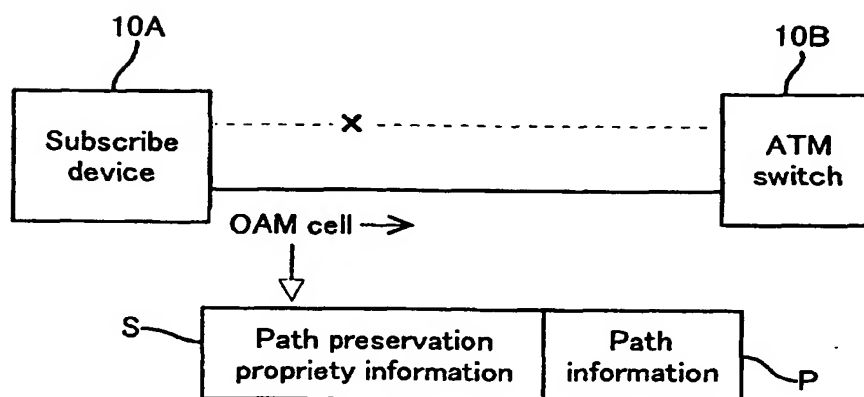 10A
10B
Subscribe
device
×
ATM
switch
OAM cell
S
Path preservation
propriety information
Path
information
P